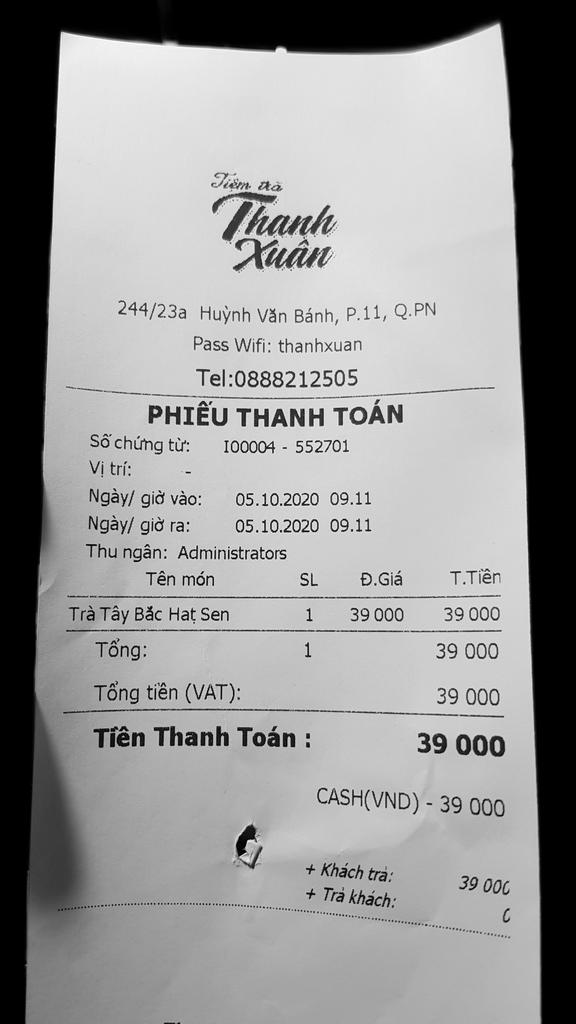 Tiệm trà
Thanh
Xuân
244/23a Huỳnh Văn Bánh, P.11, Q.PN
Pass Wifi: thanhxuan
Tel:0888212505
PHIẾU THANH TOÁN
Số chứng từ: I00004 - 552701
Vị trí: -
Ngày/ giờ vào: 05.10.2020 09.11
Ngày/ giờ ra: 05.10.2020 09.11
Thu ngân: Administrators
Tên món SL Đ.Giá T.Tiền
Trà Tây Bắc Hạt Sen 1 39 000 39 000
Tổng: 1 39 000
Tổng tiền (VAT): 39 000
Tiền Thanh Toán : 39 000
CASH(VND) - 39 000
+ Khách trả: 39 000
+ Trả khách: 0